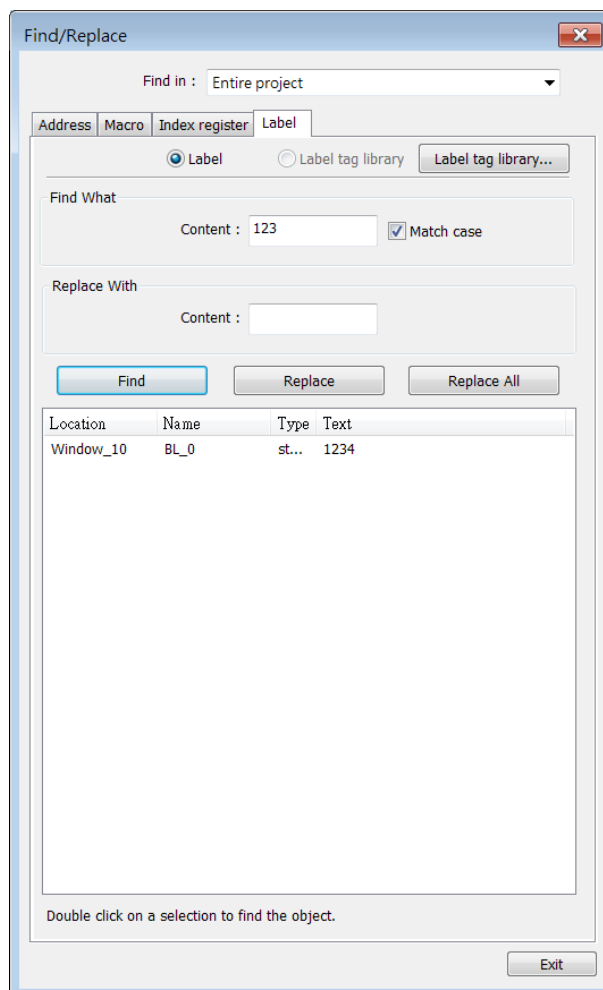 Find/Replace
Find in : Entire project
Address Macro Index register Label
Label Label tag library Label tag library...
Find What
Content : 123 Match case
Replace With
Content :
Find Replace Replace All
Location Name Type Text
Window_10 BL_0 st... 1234
Double click on a selection to find the object.
Exit